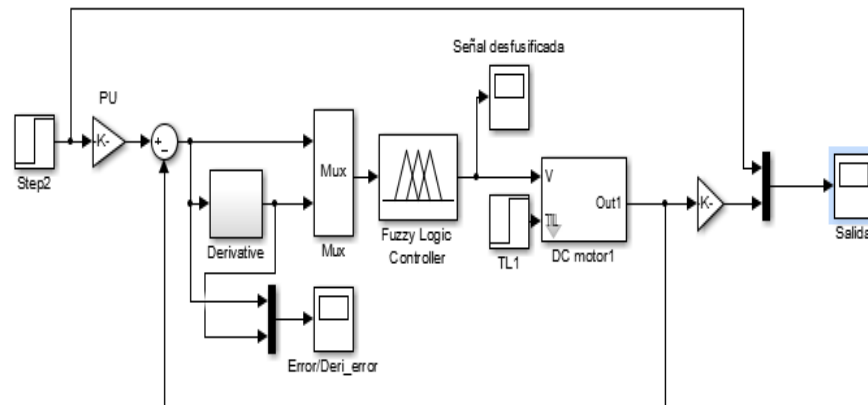 Señal desfusificada
PU
-K-
Step2
+
-
Mux
Derivative
Mux
Fuzzy Logic
Controller
V
TL
Out1
TL1
DC motor1
-K-
Salida
Error/Deri_error